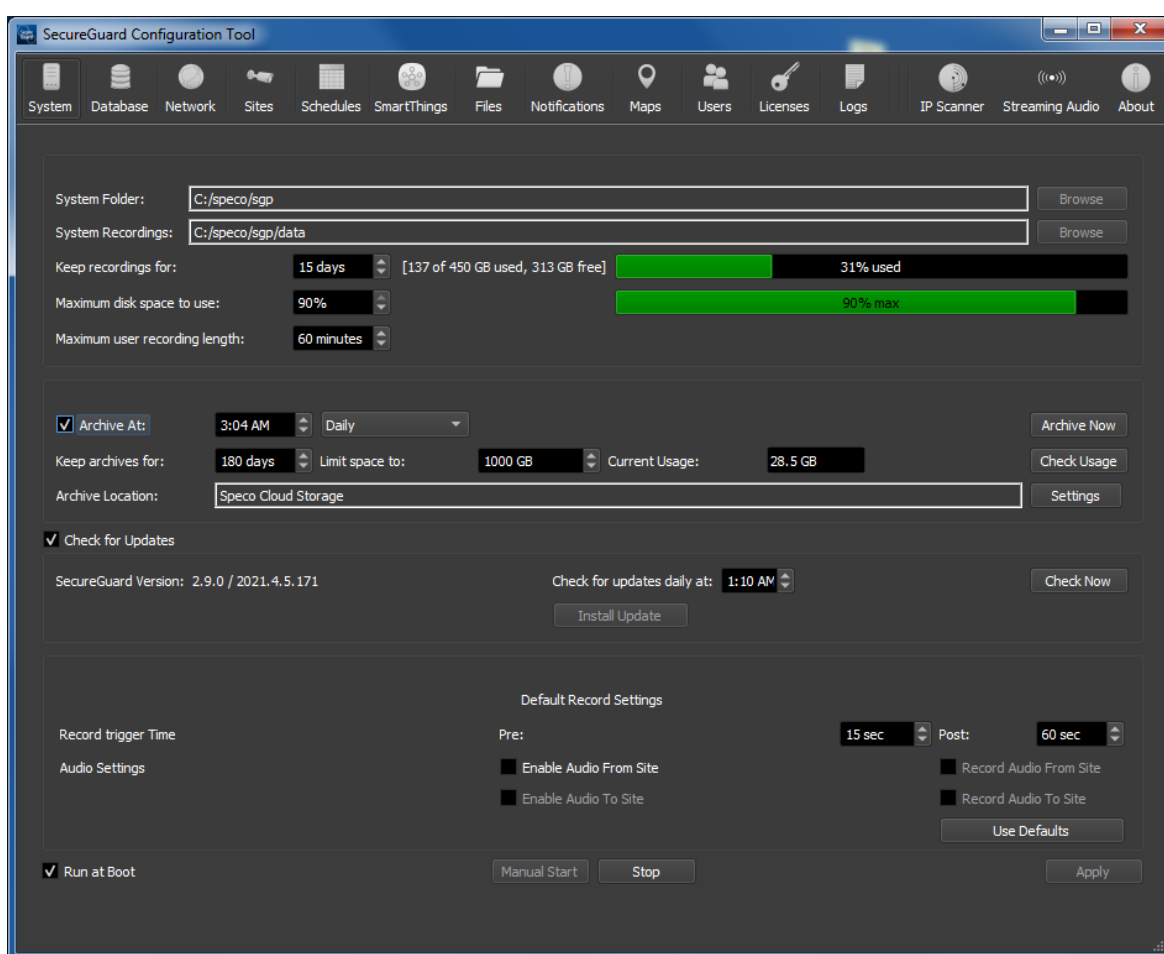 SecureGuard Configuration Tool
System Database Network Sites Schedules SmartThings Files Notifications Maps Users Licenses Logs IP Scanner Streaming Audio About
System Folder: C:/speco/sgp Browse
System Recordings: C:/speco/sgp/data Browse
Keep recordings for: 15 days [137 of 450 GB used, 313 GB free] 31% used
Maximum disk space to use: 90% 90% max
Maximum user recording length: 60 minutes
Archive At: 3:04 AM Daily Archive Now
Keep archives for: 180 days Limit space to: 1000 GB Current Usage: 28.5 GB Check Usage
Archive Location: Speco Cloud Storage Settings
Check for Updates
SecureGuard Version: 2.9.0 / 2021.4.5.171 Check for updates daily at: 1:10 AM Check Now
Install Update
Default Record Settings
Record trigger Time Pre: 15 sec Post: 60 sec
Audio Settings Enable Audio From Site Record Audio From Site
Enable Audio To Site Record Audio To Site
Use Defaults
Run at Boot Manual Start Stop Apply